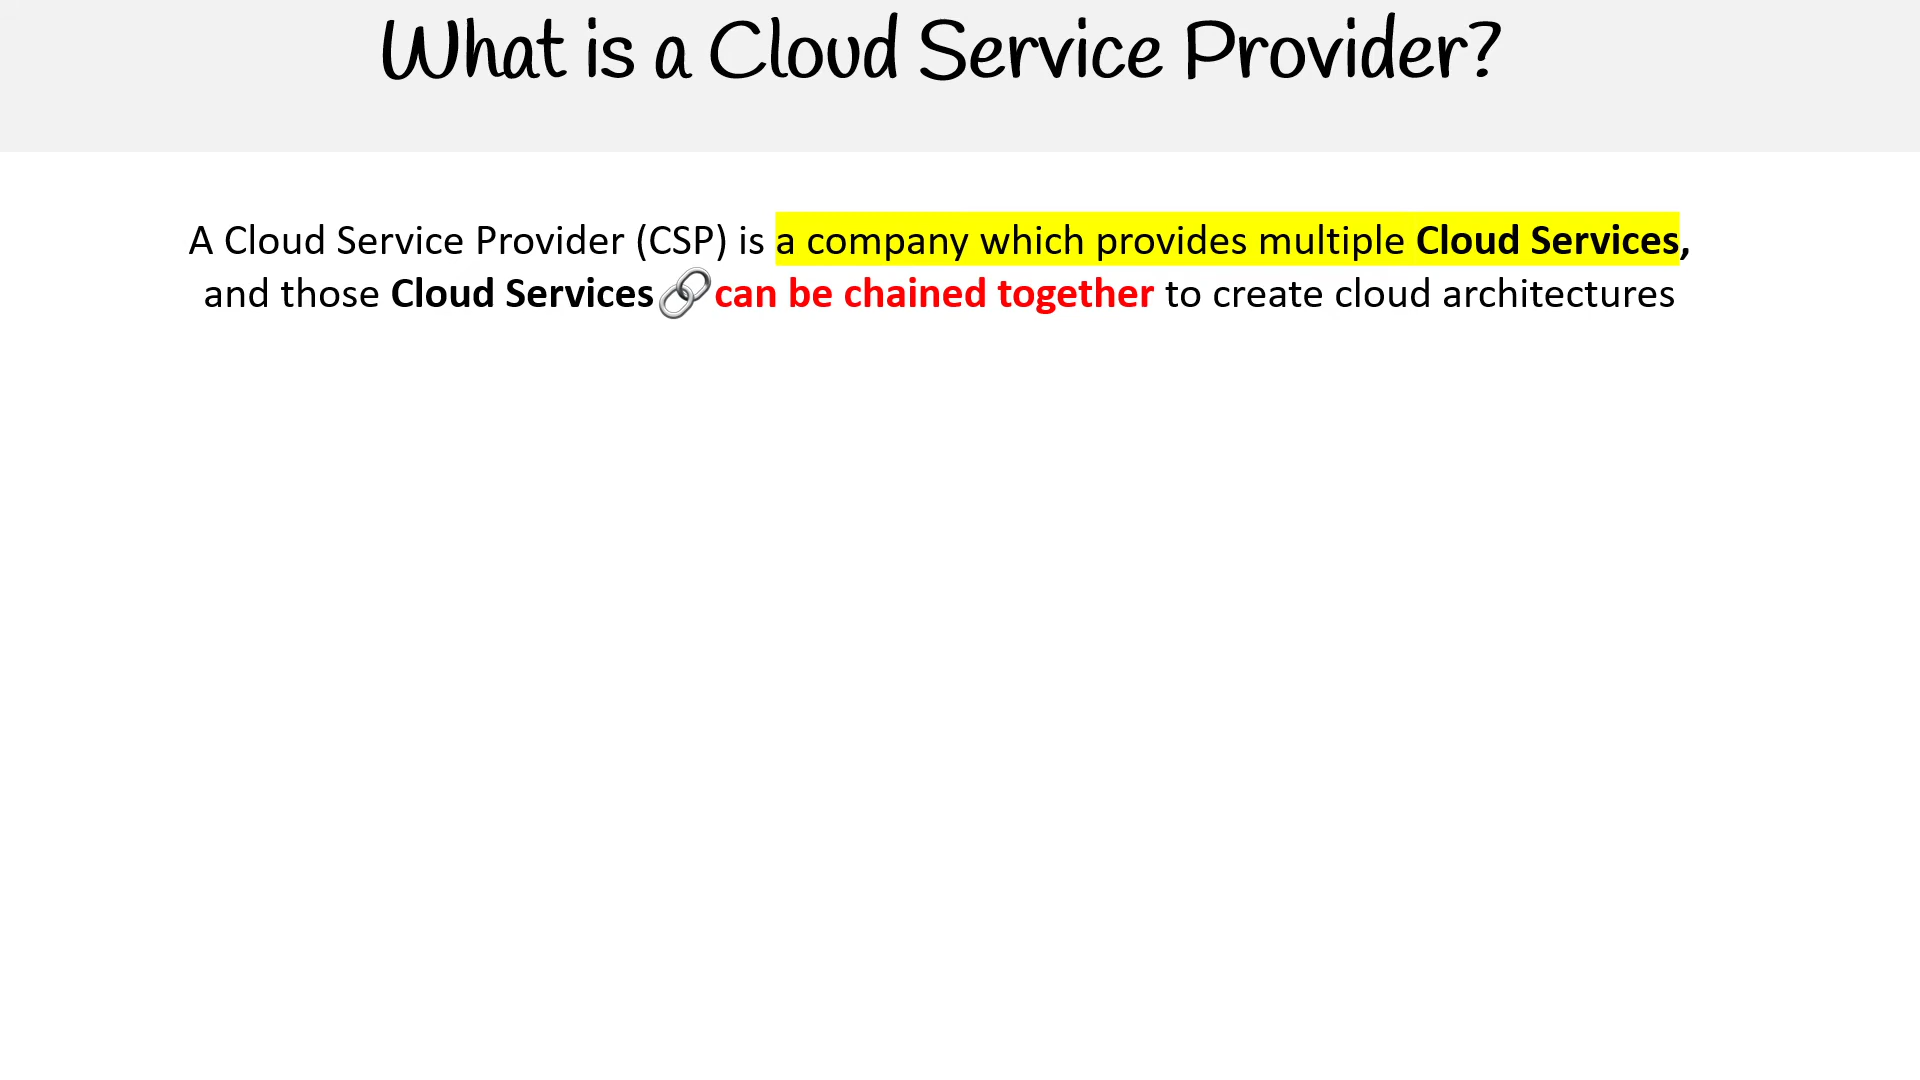 What is a Cloud Service Provider?
A Cloud Service Provider (CSP) is a company which provides multiple Cloud Services,
and those Cloud Services🔗can be chained together to create cloud architectures